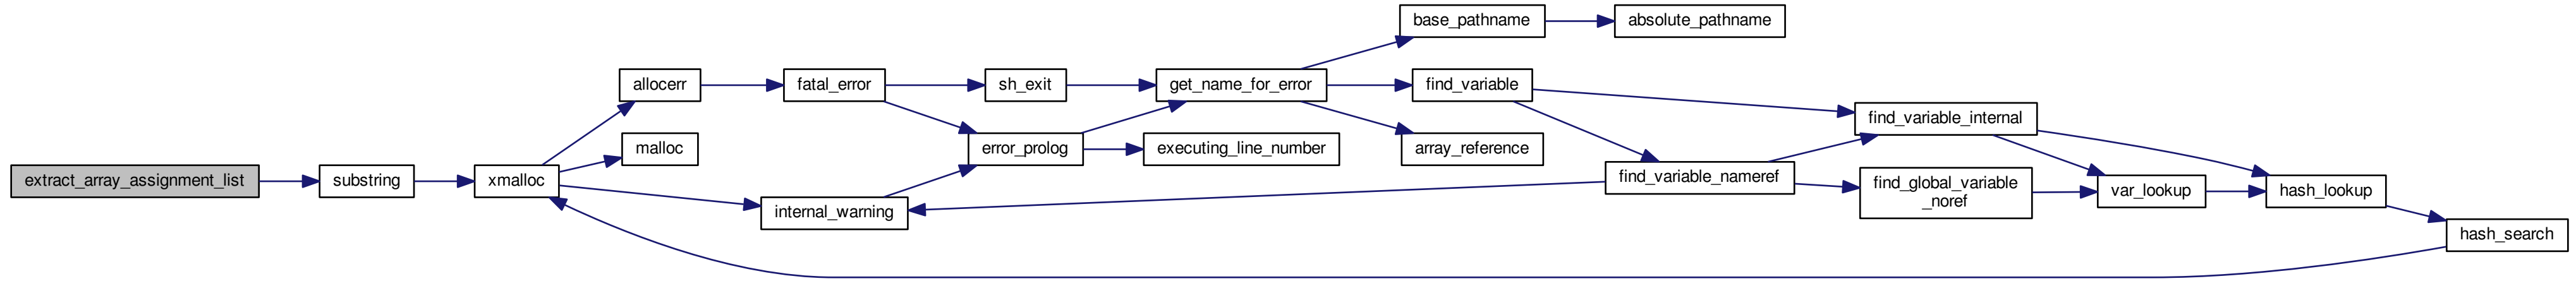 base_pathname
absolute_pathname
allocerr
fatal_error
sh_exit
get_name_for_error
find_variable
find_variable_internal
malloc
error_prolog
executing_line_number
array_reference
extract_array_assignment_list
substring
xmalloc
find_variable_nameref
find_global_variable
_noref
var_lookup
hash_lookup
internal_warning
hash_search